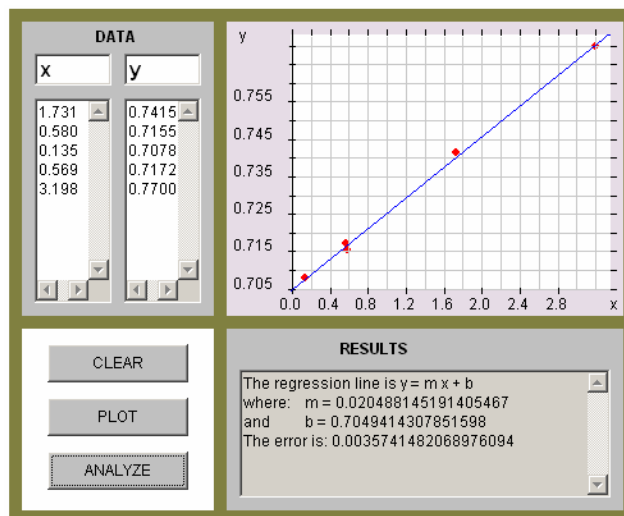 DATA
x y
1.731 0.7415
0.580 0.7155
0.135 0.7078
0.569 0.7172
3.198 0.7700
y
0.755
0.745
0.735
0.725
0.715
0.705
0.0 0.4 0.8 1.2 1.6 2.0 2.4 2.8 x
CLEAR
PLOT
ANALYZE
RESULTS
The regression line is y = m x + b
where: m = 0.020488145191405467
and b = 0.7049414307851598
The error is: 0.0035741482068976094